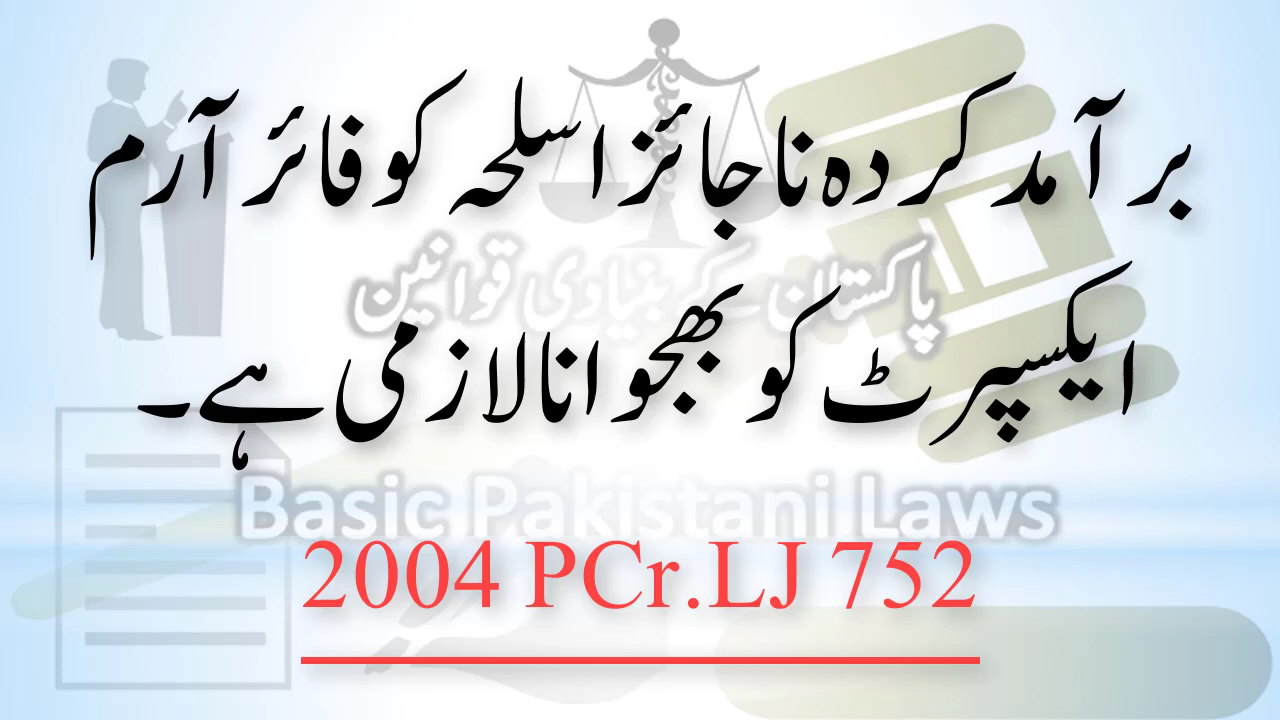 برآمد کردہ ناجائز اسلحہ کو فائر آرم
پاکستان کے بنیادی قوانین
ایکسپرٹ کو بھجوانا لازمی ہے۔
Basic Pakistani Laws
2004 PCr.LJ 752